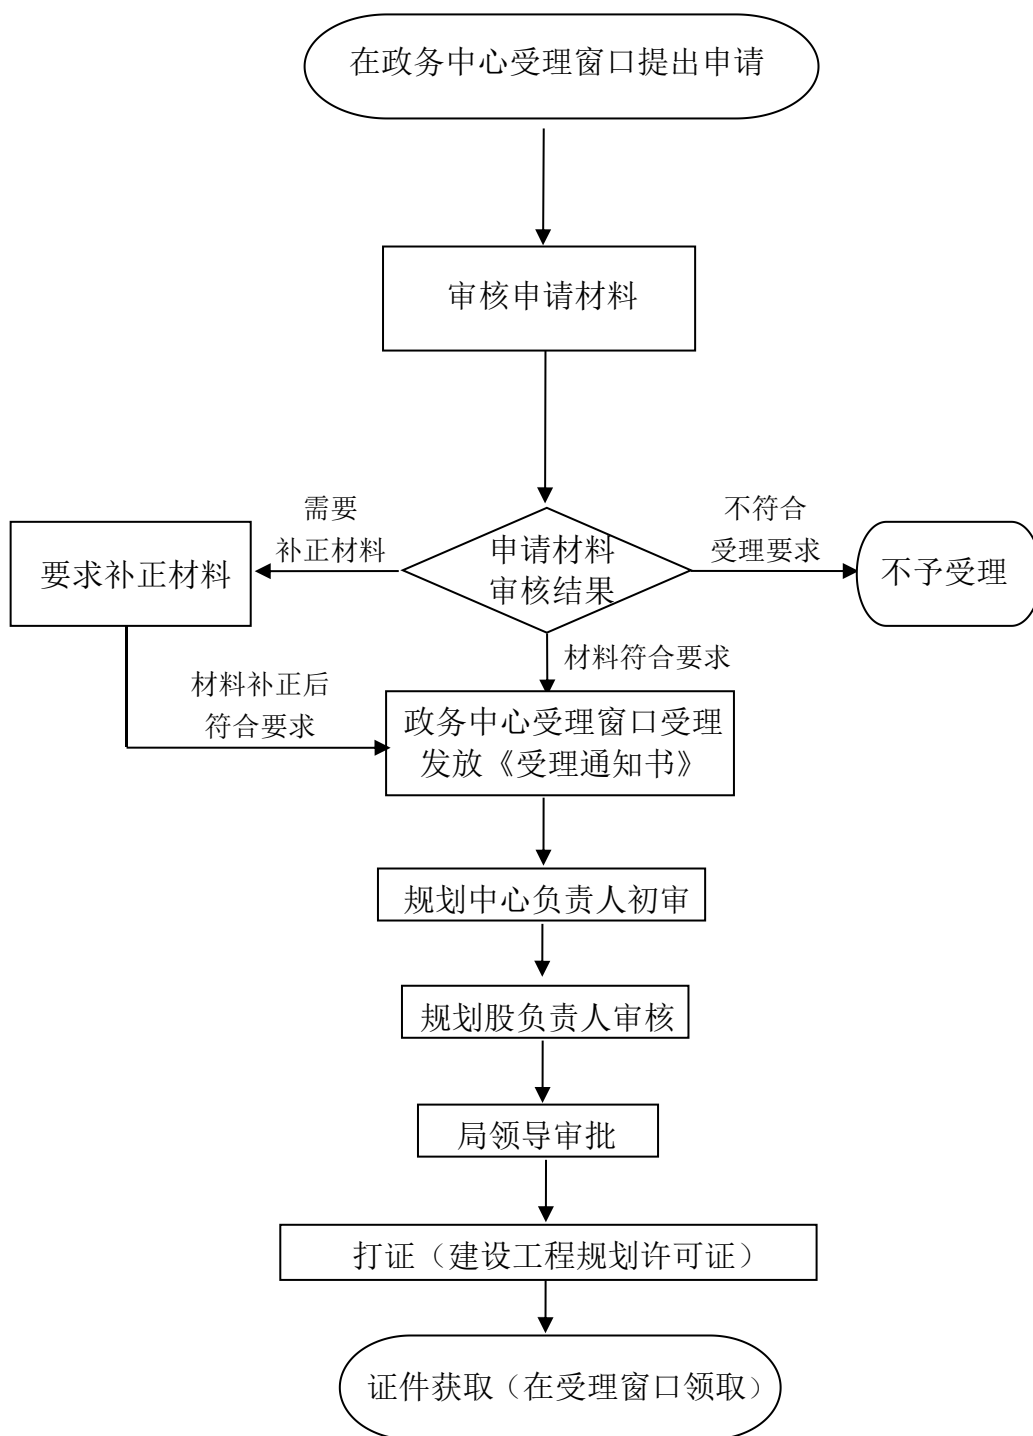 在政务中心受理窗口提出申请
审核申请材料
需要
补正材料
不符合
受理要求
要求补正材料
申请材料
审核结果
不予受理
材料符合要求
材料补正后
符合要求
政务中心受理窗口受理
发放《受理通知书》
规划中心负责人初审
规划股负责人审核
局领导审批
打证（建设工程规划许可证）
证件获取（在受理窗口领取）